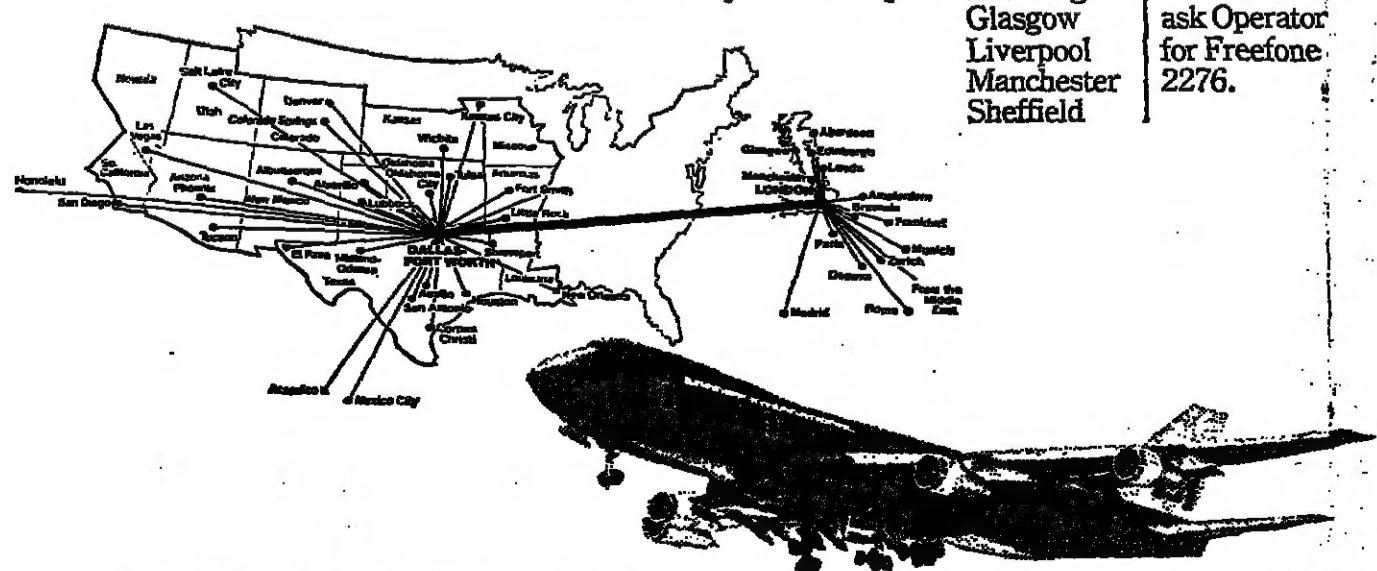 Glasgow
Liverpool
Manchester
Sheffield
ask Operator
for Freefone
2276.
Nevada
Salt Lake
City
Utah
Denver
Colorado Springs
Colorado
Kansas
Kansas City
Missouri
Wichita
Las
Vegas
So.
California
Honolulu
San Diego
Arizona
Phoenix
Tucson
Albuquerque
New Mexico
Amarillo
Lubbock
Oklahoma
Oklahoma
City
Tulsa
Arkansas
Fort Smith
Little Rock
El Paso
Midland-
Odessa
Texas
DALLAS-
FORT WORTH
Shreveport
Louisiana
New Orleans
Austin
San Antonio
Houston
Corpus
Christi
Acapulco
Mexico City
Aberdeen
Glasgow
Edinburgh
Leeds
Manchester
LONDON
Amsterdam
Brussels
Frankfurt
Paris
Munich
Zurich
From the
Middle
East
Madrid
Rome